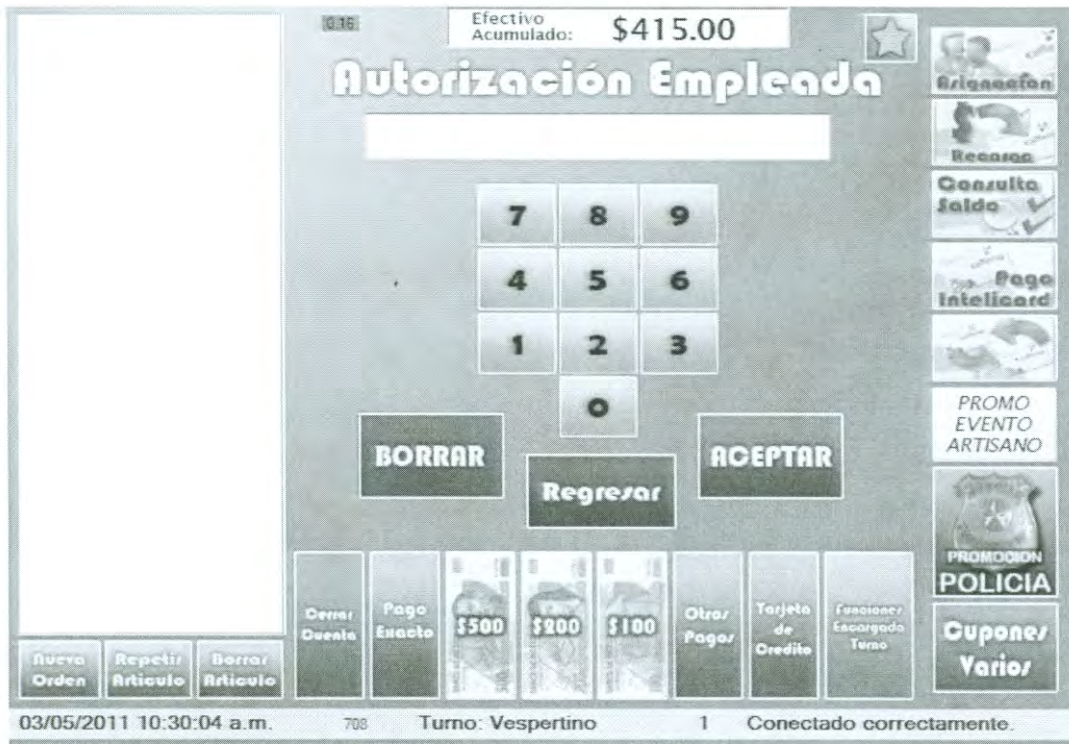 0.16
Efectivo
Acumulado: $415.00
Autorización Empleada
7 8 9
4 5 6
1 2 3
0
BORRAR
ACEPTAR
Regresar
Asignacion
Recarga
Consulta
Saldo
Pago
Intelicard
PROMO
EVENTO
ARTISANO
PROMOCION
POLICIA
Cupones
Varios
Cerrar
Cuenta
Pago
Exacto
$500
$200
$100
Otros
Pagos
Tarjeta
de
Credito
Funciones
Encargado
Turno
Nueva
Orden
Repetir
Articulo
Borrar
Articulo
03/05/2011 10:30:04 a.m. 708 Turno: Vespertino 1 Conectado correctamente.